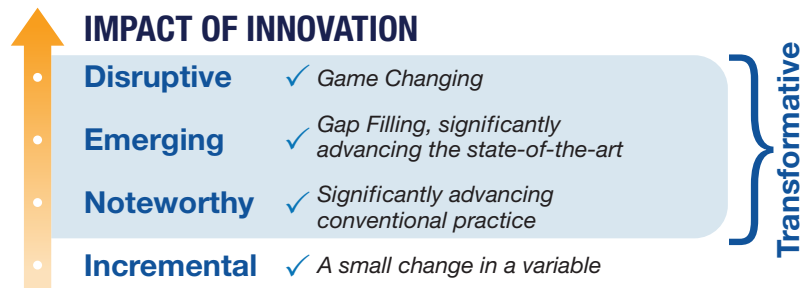 IMPACT OF INNOVATION
Disruptive ✓ Game Changing
Emerging ✓ Gap Filling, significantly
advancing the state-of-the-art
Noteworthy ✓ Significantly advancing
conventional practice
Incremental ✓ A small change in a variable
Transformative